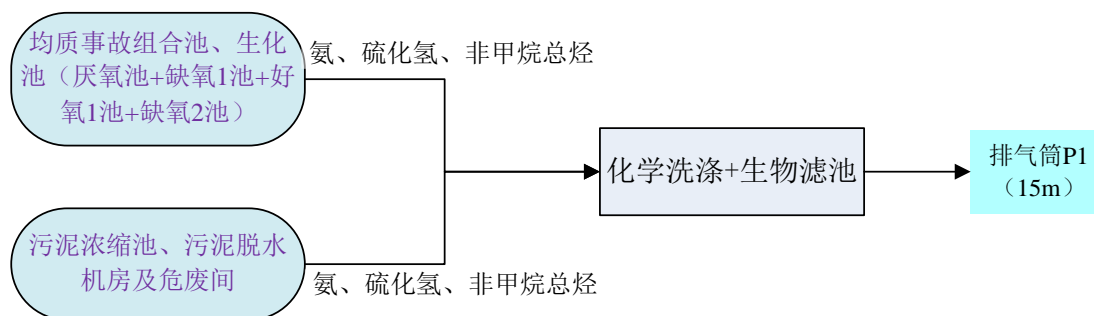 均质事故组合池、生化
池（厌氧池+缺氧1池+好
氧1池+缺氧2池）
氨、硫化氢、非甲烷总烃
化学洗涤+生物滤池
排气筒P1
（15m）
污泥浓缩池、污泥脱水
机房及危废间
氨、硫化氢、非甲烷总烃